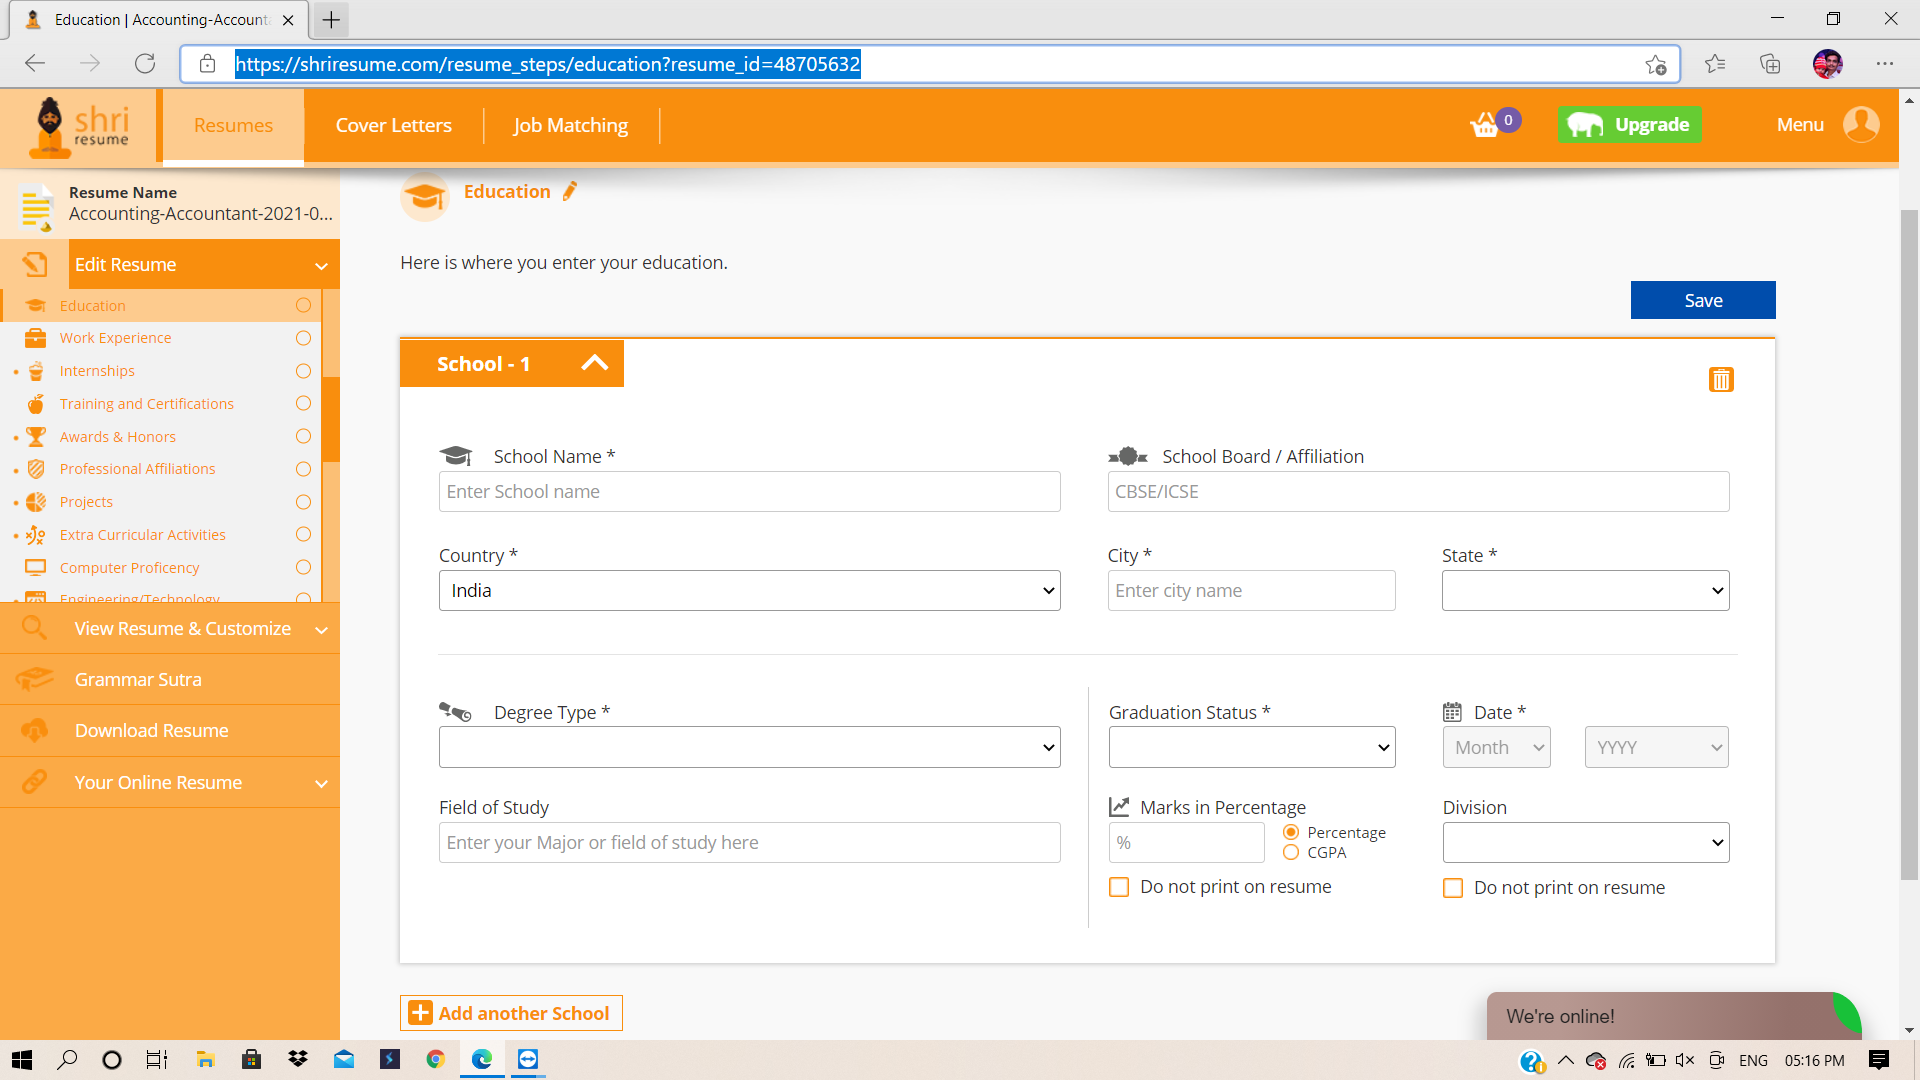 Education | Accounting-Account
https://shriresume.com/resume_steps/education?resume_id=48705632
shri
resume
Resumes
Cover Letters
Job Matching
0
Upgrade
Menu
Resume Name
Accounting-Accountant-2021-0...
Edit Resume
Education
Work Experience
Internships
Training and Certifications
Awards & Honors
Professional Affiliations
Projects
Extra Curricular Activities
Computer Proficency
Engineering/Technology
View Resume & Customize
Grammar Sutra
Download Resume
Your Online Resume
Education
Here is where you enter your education.
Save
School - 1
School Name *
Enter School name
School Board / Affiliation
CBSE/ICSE
Country *
India
City *
Enter city name
State *
Degree Type *
Graduation Status *
Date *
Month
YYYY
Field of Study
Enter your Major or field of study here
Marks in Percentage
%
Percentage
CGPA
Do not print on resume
Division
Do not print on resume
Add another School
We're online!
ENG
05:16 PM